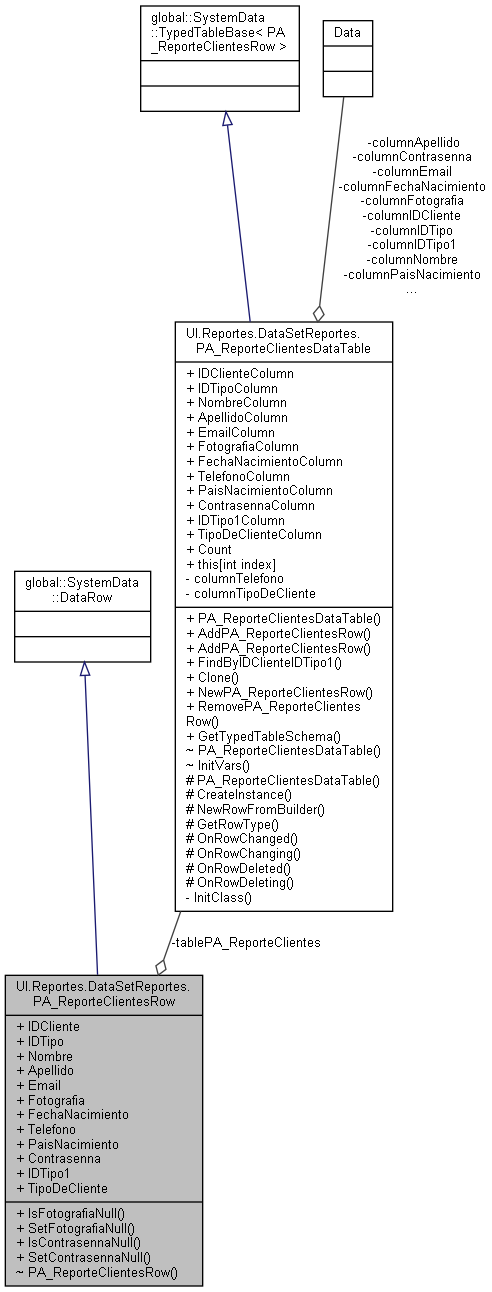 global::SystemData
::TypedTableBase< PA
_ReporteClientesRow >
Data
-columnApellido
-columnContrasenna
-columnEmail
-columnFechaNacimiento
-columnFotografia
-columnIDCliente
-columnIDTipo
-columnIDTipo1
-columnNombre
-columnPaisNacimiento
...
UI.Reportes.DataSetReportes.
PA_ReporteClientesDataTable
+ IDClienteColumn
+ IDTipoColumn
+ NombreColumn
+ ApellidoColumn
+ EmailColumn
+ FotografiaColumn
+ FechaNacimientoColumn
+ TelefonoColumn
+ PaisNacimientoColumn
+ ContrasennaColumn
+ IDTipo1Column
+ TipoDeClienteColumn
+ Count
+ this[int index]
- columnTelefono
- columnTipoDeCliente
+ PA_ReporteClientesDataTable()
+ AddPA_ReporteClientesRow()
+ AddPA_ReporteClientesRow()
+ FindByIDClienteIDTipo1()
+ Clone()
+ NewPA_ReporteClientesRow()
+ RemovePA_ReporteClientes
Row()
+ GetTypedTableSchema()
~ PA_ReporteClientesDataTable()
~ InitVars()
# PA_ReporteClientesDataTable()
# CreateInstance()
# NewRowFromBuilder()
# GetRowType()
# OnRowChanged()
# OnRowChanging()
# OnRowDeleted()
# OnRowDeleting()
- InitClass()
global::SystemData
::DataRow
-tablePA_ReporteClientes
UI.Reportes.DataSetReportes.
PA_ReporteClientesRow
+ IDCliente
+ IDTipo
+ Nombre
+ Apellido
+ Email
+ Fotografia
+ FechaNacimiento
+ Telefono
+ PaisNacimiento
+ Contrasenna
+ IDTipo1
+ TipoDeCliente
+ IsFotografiaNull()
+ SetFotografiaNull()
+ IsContrasennaNull()
+ SetContrasennaNull()
~ PA_ReporteClientesRow()